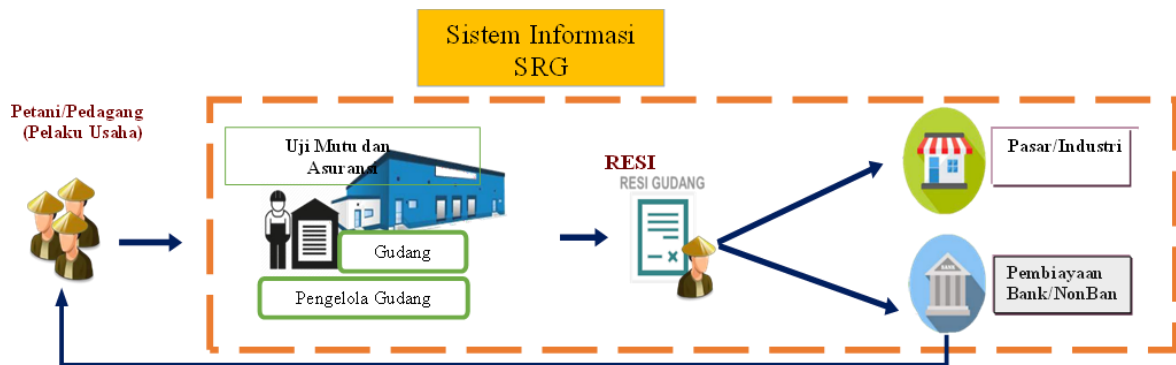 Sistem Informasi
SRG
Petani/Pedagang
(Pelaku Usaha)
Uji Mutu dan
Asuransi
Gudang
Pengelola Gudang
RESI
RESI GUDANG
Pasar/Industri
BANK
Pembiayaan
Bank/NonBan